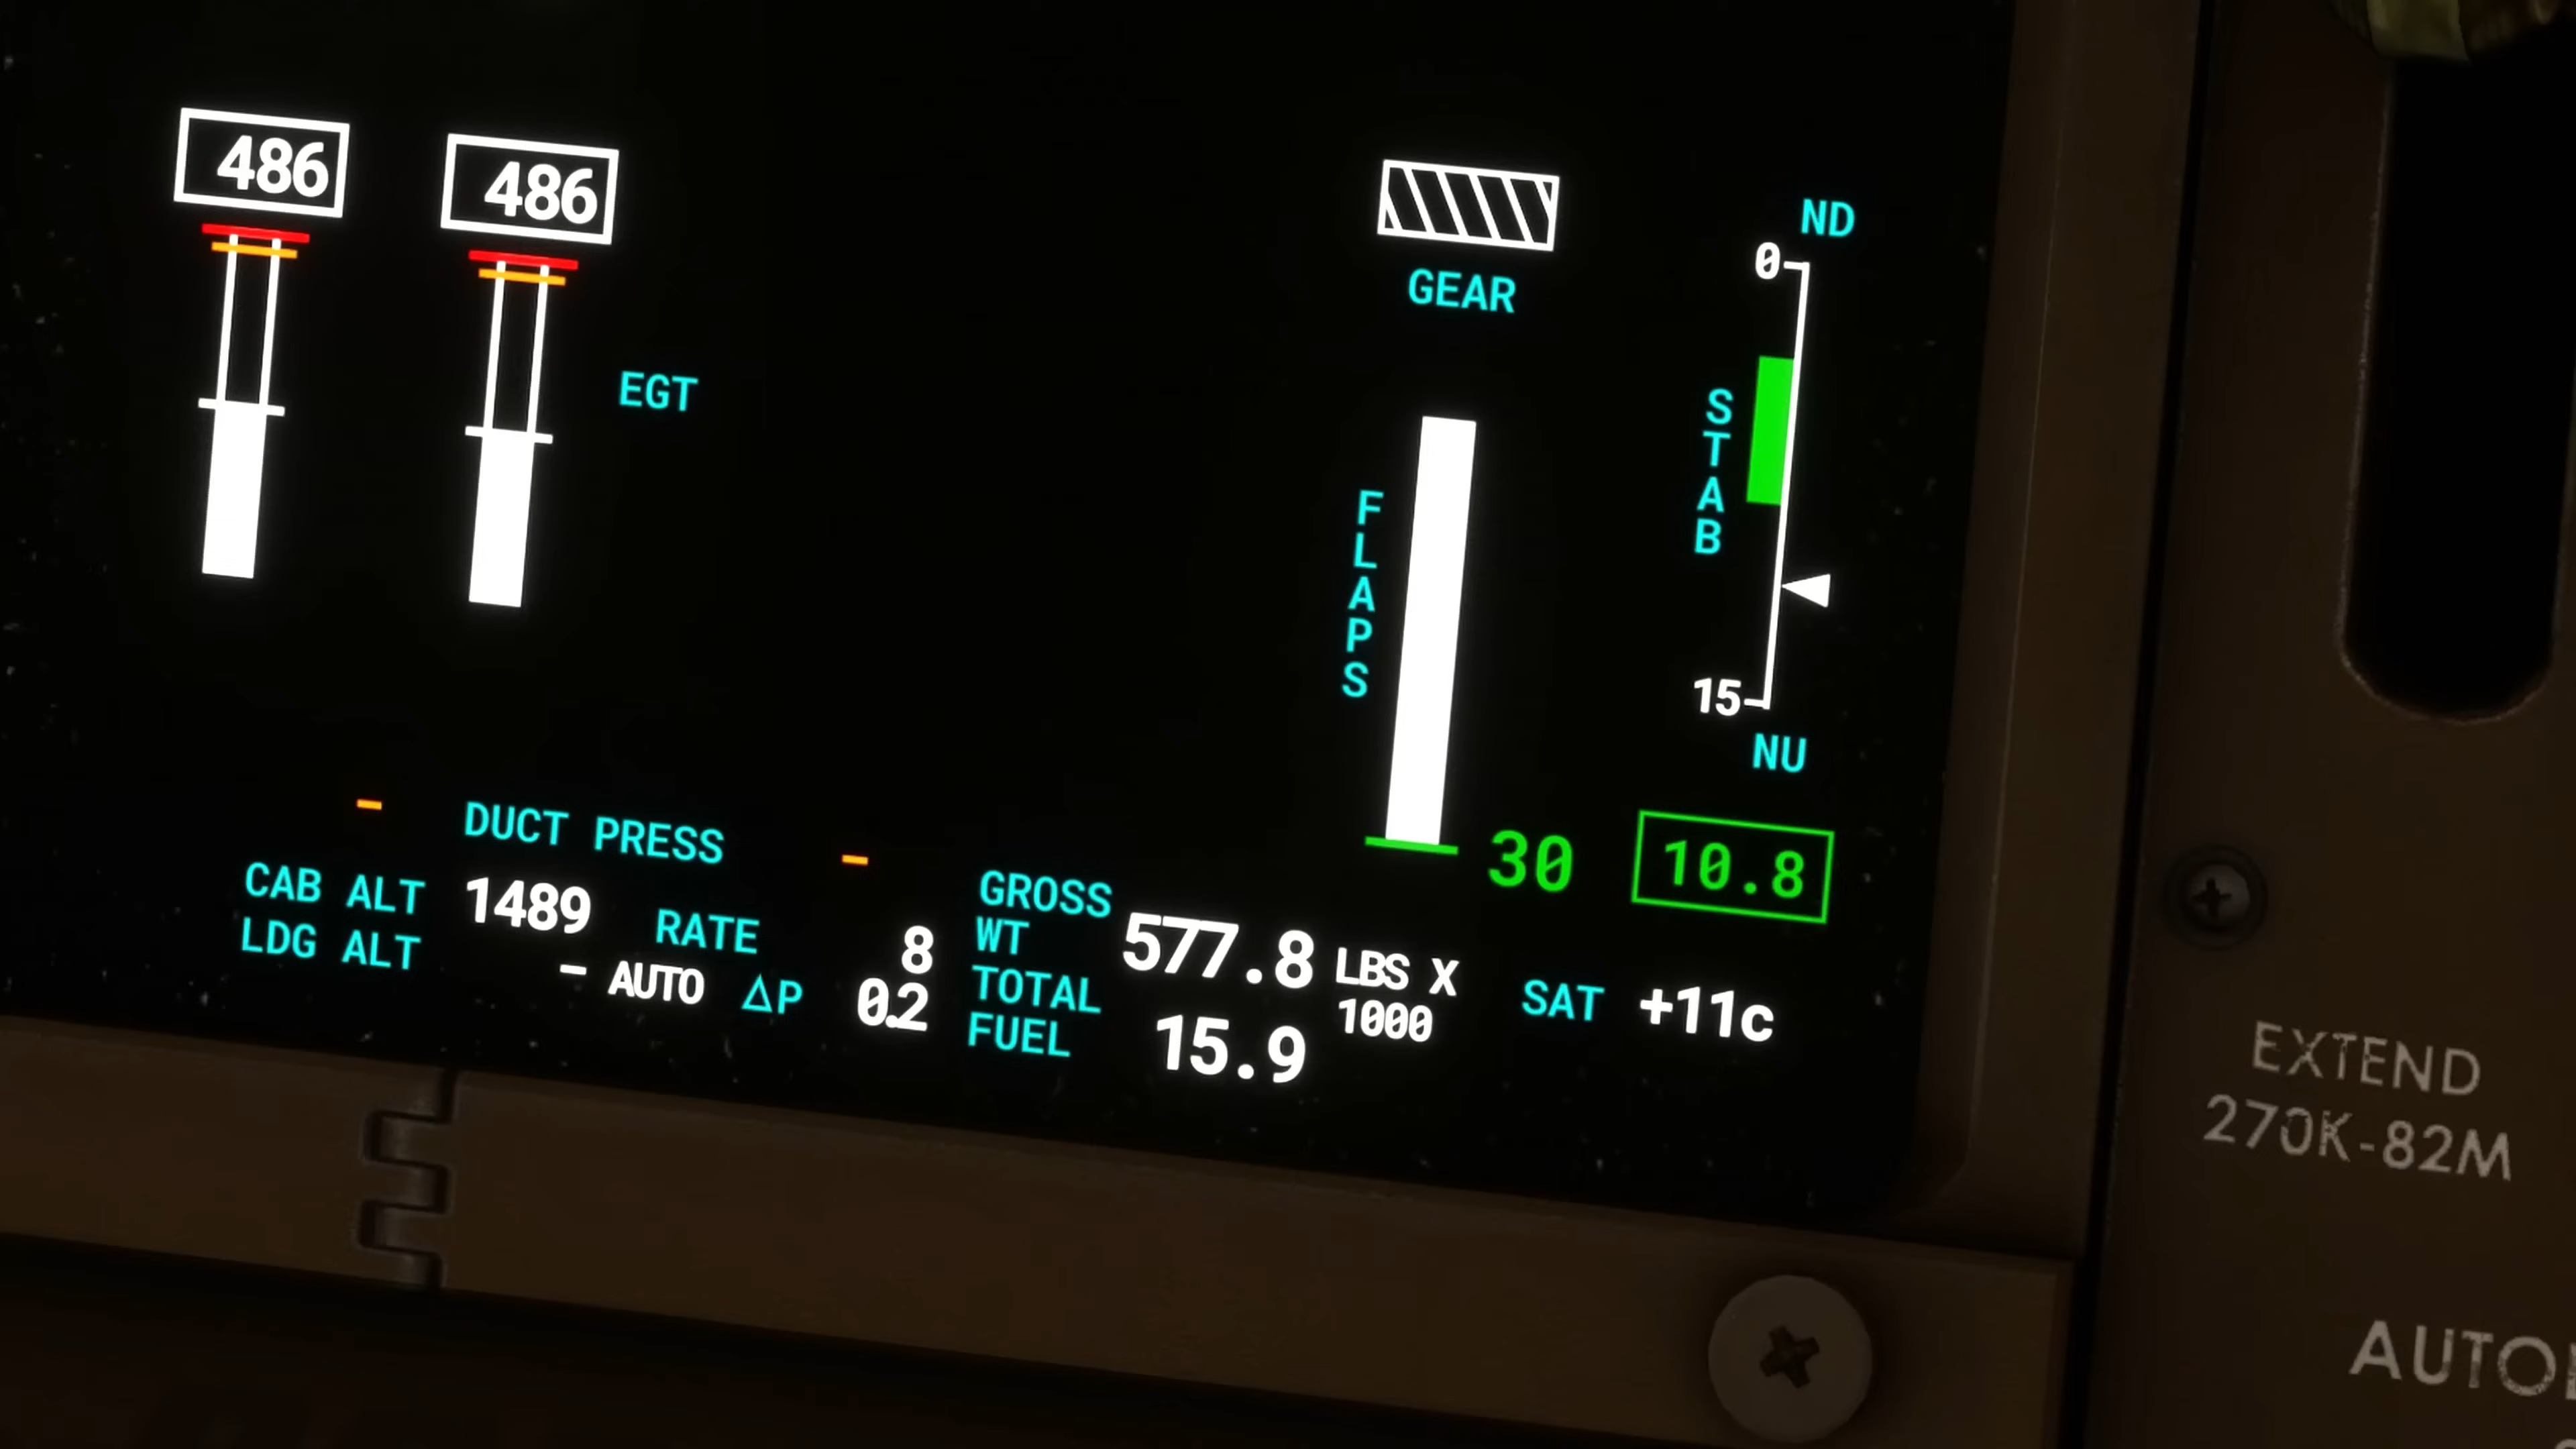 486
486
EGT
GEAR
ND
0
STAB
15
NU
FLAPS
30
10.8
- DUCT PRESS -
CAB ALT 1489 RATE 8
LDG ALT - AUTO ΔP 0.2
GROSS
WT 577.8 LBS X
TOTAL 1000
FUEL 15.9
SAT +11c
EXTEND
270K-82M